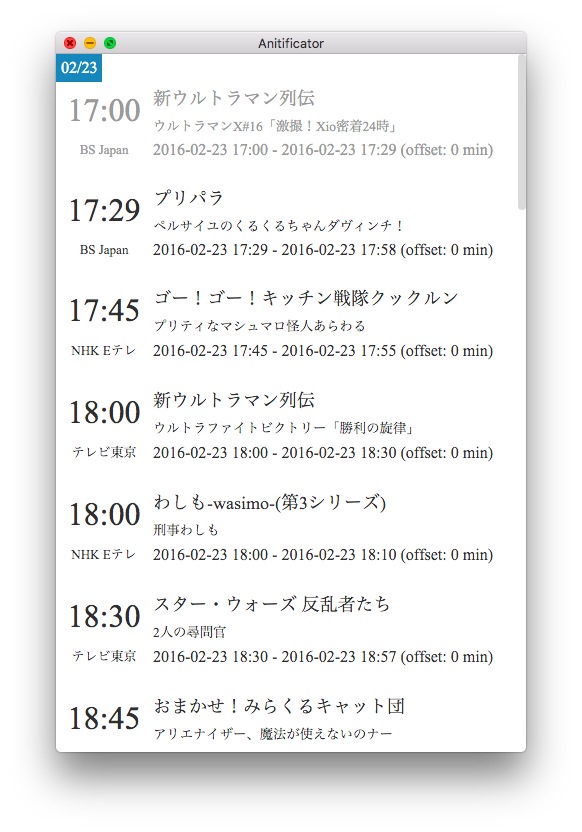 Anitificator
02/23
17:00
新ウルトラマン列伝
ウルトラマンX#16「激撮！Xio密着24時」
BS Japan
2016-02-23 17:00 - 2016-02-23 17:29 (offset: 0 min)
17:29
プリパラ
ペルサイユのくるくるちゃんダヴィンチ！
BS Japan
2016-02-23 17:29 - 2016-02-23 17:58 (offset: 0 min)
17:45
ゴー！ゴー！キッチン戦隊クックルン
プリティなマシュマロ怪人あらわる
NHK Eテレ
2016-02-23 17:45 - 2016-02-23 17:55 (offset: 0 min)
18:00
新ウルトラマン列伝
ウルトラファイトビクトリー「勝利の旋律」
テレビ東京
2016-02-23 18:00 - 2016-02-23 18:30 (offset: 0 min)
18:00
わしも-wasimo-(第3シリーズ)
刑事わしも
NHK Eテレ
2016-02-23 18:00 - 2016-02-23 18:10 (offset: 0 min)
18:30
スター・ウォーズ 反乱者たち
2人の尋問官
テレビ東京
2016-02-23 18:30 - 2016-02-23 18:57 (offset: 0 min)
18:45
おまかせ！みらくるキャット団
アリエナイザー、魔法が使えないのナー